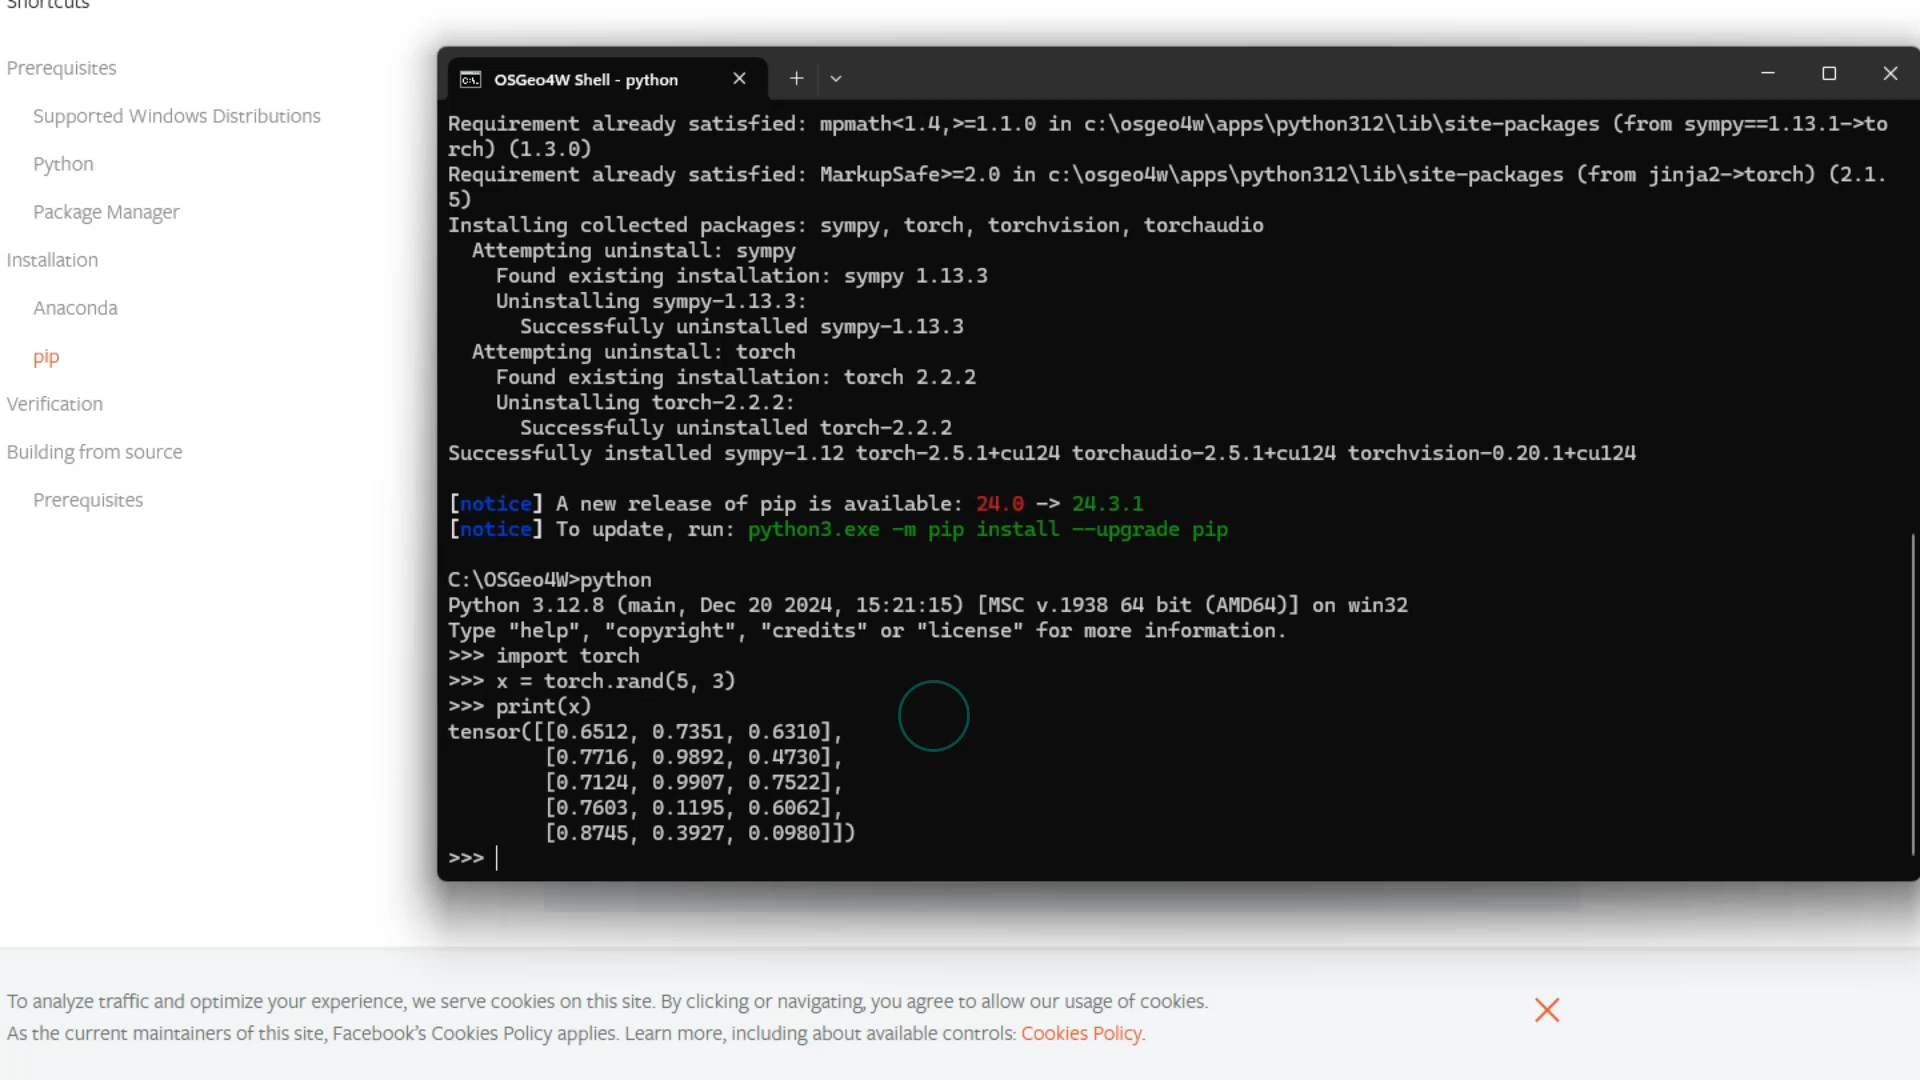 Shortcuts
Prerequisites
Supported Windows Distributions
Python
Package Manager
Installation
Anaconda
pip
Verification
Building from source
Prerequisites
OSGeo4W Shell - python
Requirement already satisfied: mpmath<1.4,>=1.1.0 in c:\osgeo4w\apps\python312\lib\site-packages (from sympy==1.13.1->to
rch) (1.3.0)
Requirement already satisfied: MarkupSafe>=2.0 in c:\osgeo4w\apps\python312\lib\site-packages (from jinja2->torch) (2.1.
5)
Installing collected packages: sympy, torch, torchvision, torchaudio
Attempting uninstall: sympy
Found existing installation: sympy 1.13.3
Uninstalling sympy-1.13.3:
Successfully uninstalled sympy-1.13.3
Attempting uninstall: torch
Found existing installation: torch 2.2.2
Uninstalling torch-2.2.2:
Successfully uninstalled torch-2.2.2
Successfully installed sympy-1.12 torch-2.5.1+cu124 torchaudio-2.5.1+cu124 torchvision-0.20.1+cu124
[notice] A new release of pip is available: 24.0 -> 24.3.1
[notice] To update, run: python3.exe -m pip install --upgrade pip
C:\OSGeo4W>python
Python 3.12.8 (main, Dec 20 2024, 15:21:15) [MSC v.1938 64 bit (AMD64)] on win32
Type "help", "copyright", "credits" or "license" for more information.
>>> import torch
>>> x = torch.rand(5, 3)
>>> print(x)
tensor([[0.6512, 0.7351, 0.6310],
[0.7716, 0.9892, 0.4730],
[0.7124, 0.9907, 0.7522],
[0.7603, 0.1195, 0.6062],
[0.8745, 0.3927, 0.0980]])
>>>
To analyze traffic and optimize your experience, we serve cookies on this site. By clicking or navigating, you agree to allow our usage of cookies.
As the current maintainers of this site, Facebook’s Cookies Policy applies. Learn more, including about available controls: Cookies Policy.